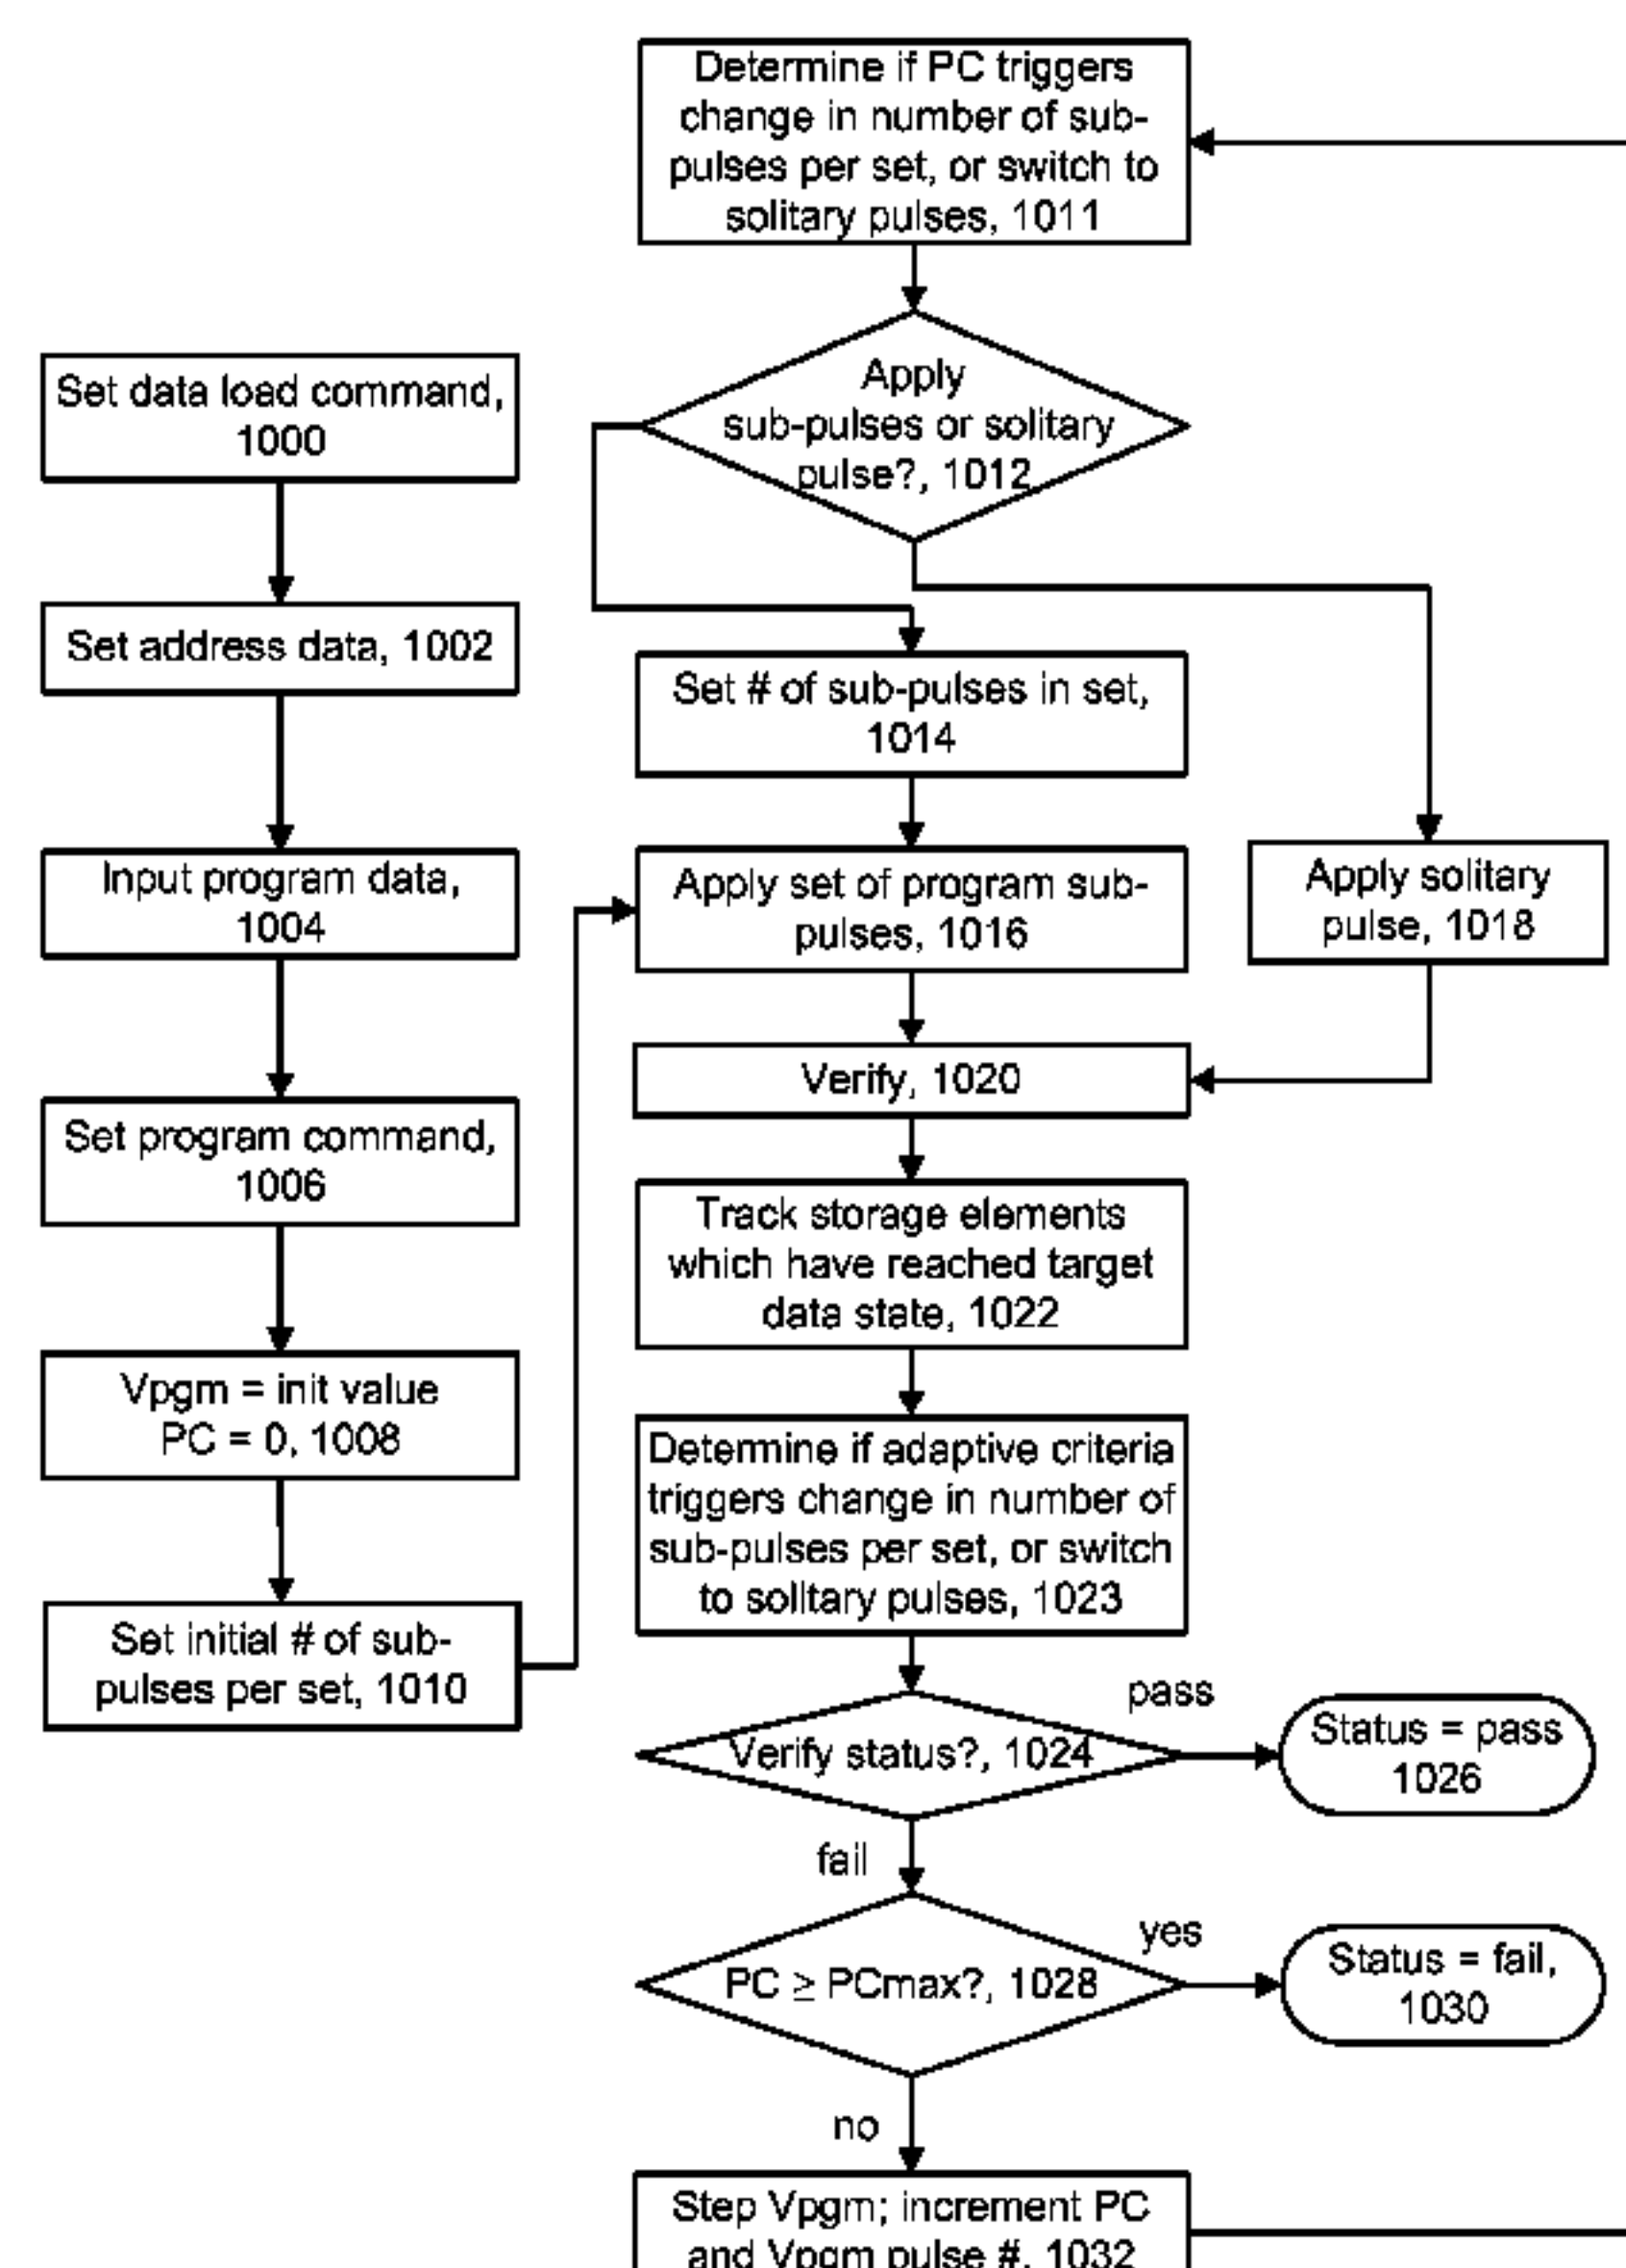 Determine if PC triggers
change in number of sub-
pulses per set, or switch to
solitary pulses, 1011
Apply
sub-pulses or solitary
pulse?, 1012
Set data load command,
1000
Set address data, 1002
Input program data,
1004
Set program command,
1006
Vpgm = init value
PC = 0, 1008
Set initial # of sub-
pulses per set, 1010
Set # of sub-pulses in set,
1014
Apply set of program sub-
pulses, 1016
Apply solitary
pulse, 1018
Verify, 1020
Track storage elements
which have reached target
data state, 1022
Determine if adaptive criteria
triggers change in number of
sub-pulses per set, or switch
to solitary pulses, 1023
Verify status?, 1024
pass
Status = pass
1026
fail
PC ≥ PCmax?, 1028
yes
Status = fail,
1030
no
Step Vpgm; increment PC
and Vpgm pulse #, 1032